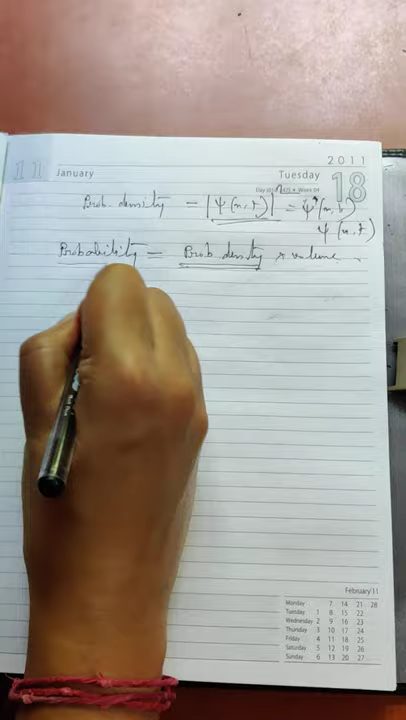 2011
11 January Tuesday 18
Prob. density = |ψ(x,t)|² = ψ*(x,t)
ψ(x,t)
Probability = Prob. density × volume
February'11
Monday 7 14 21 28
Tuesday 1 8 15 22
Wednesday 2 9 16 23
Thursday 3 10 17 24
Friday 4 11 18 25
Saturday 5 12 19 26
Sunday 6 13 20 27